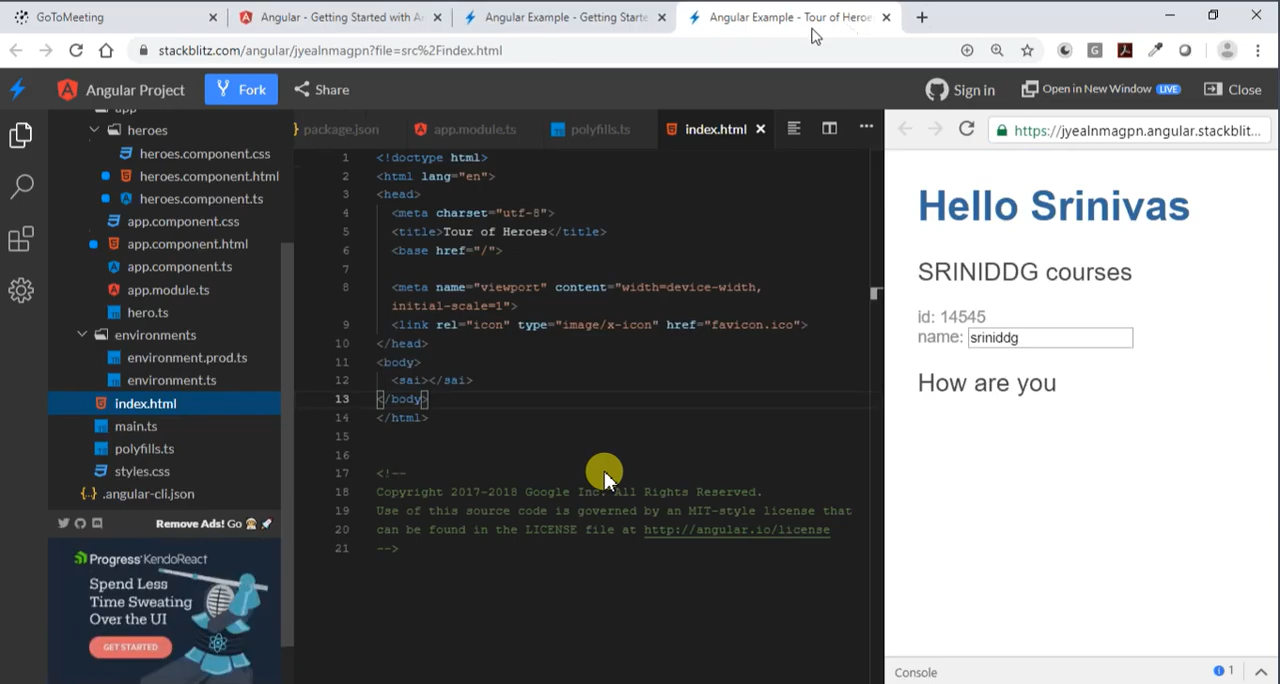 GoToMeeting
Angular - Getting Started with A
Angular Example - Getting Starte
Angular Example - Tour of Heroe
stackblitz.com/angular/jyealnmagpn?file=src%2Findex.html
Angular Project
Fork
Share
Sign in
Open in New Window LIVE
Close
app
heroes
heroes.component.css
heroes.component.html
heroes.component.ts
app.component.css
app.component.html
app.component.ts
app.module.ts
hero.ts
environments
environment.prod.ts
environment.ts
index.html
main.ts
polyfills.ts
styles.css
{..} .angular-cli.json
Remove Ads! Go
Progress KendoReact
Spend Less
Time Sweating
Over the UI
GET STARTED
} package.json
app.module.ts
polyfills.ts
index.html
1 <!doctype html>
2 <html lang="en">
3 <head>
4 <meta charset="utf-8">
5 <title>Tour of Heroes</title>
6 <base href="/">
7
8 <meta name="viewport" content="width=device-width,
initial-scale=1">
9 <link rel="icon" type="image/x-icon" href="favicon.ico">
10 </head>
11 <body>
12 <sai></sai>
13 </body>
14 </html>
15
16
17 <!--
18 Copyright 2017-2018 Google Inc. All Rights Reserved.
19 Use of this source code is governed by an MIT-style license that
20 can be found in the LICENSE file at http://angular.io/license
21 -->
https://jyealnmagpn.angular.stackblitz...
Hello Srinivas
SRINIDDG courses
id: 14545
name: sriniddg
How are you
Console
1